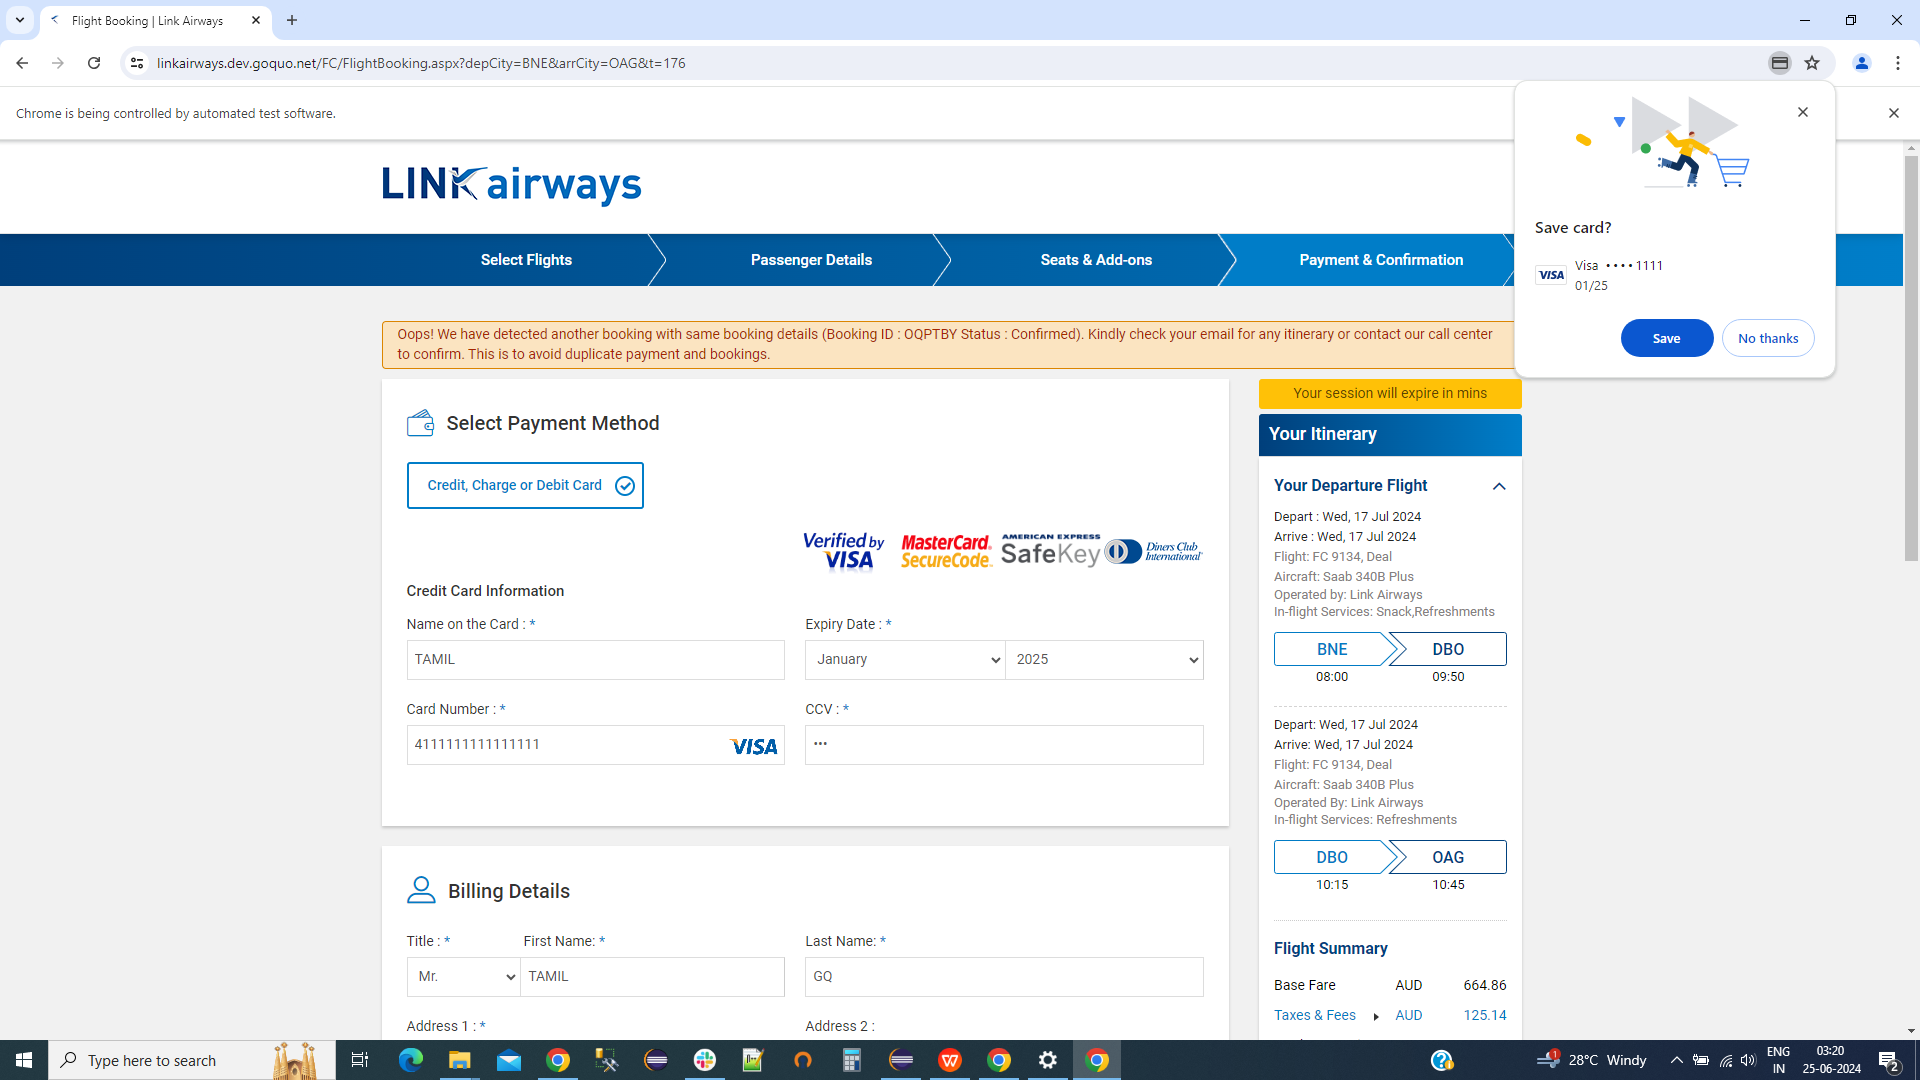 Flight Booking | Link Airways
linkairways.dev.goquo.net/FC/FlightBooking.aspx?depCity=BNE&arrCity=OAG&t=176
Chrome is being controlled by automated test software.
LINK airways
Select Flights
Passenger Details
Seats & Add-ons
Payment & Confirmation
Save card?
VISA
Visa ••••1111
01/25
Save
No thanks
Oops! We have detected another booking with same booking details (Booking ID : OQPTBY Status : Confirmed). Kindly check your email for any itinerary or contact our call center
to confirm. This is to avoid duplicate payment and bookings.
Select Payment Method
Credit, Charge or Debit Card
Verified by
VISA
MasterCard.
SecureCode.
AMERICAN EXPRESS
SafeKey
Diners Club
International
Credit Card Information
Name on the Card : *
Expiry Date : *
TAMIL
January
2025
Card Number : *
CCV : *
4111111111111111
VISA
•••
Billing Details
Title : *
First Name: *
Last Name: *
Mr.
TAMIL
GQ
Address 1 : *
Address 2 :
Your session will expire in mins
Your Itinerary
Your Departure Flight
Depart : Wed, 17 Jul 2024
Arrive : Wed, 17 Jul 2024
Flight: FC 9134, Deal
Aircraft: Saab 340B Plus
Operated by: Link Airways
In-flight Services: Snack,Refreshments
BNE
DBO
08:00
09:50
Depart: Wed, 17 Jul 2024
Arrive: Wed, 17 Jul 2024
Flight: FC 9134, Deal
Aircraft: Saab 340B Plus
Operated By: Link Airways
In-flight Services: Refreshments
DBO
OAG
10:15
10:45
Flight Summary
Base Fare AUD 664.86
Taxes & Fees AUD 125.14
Type here to search
28°C Windy
ENG
IN
03:20
25-06-2024
2